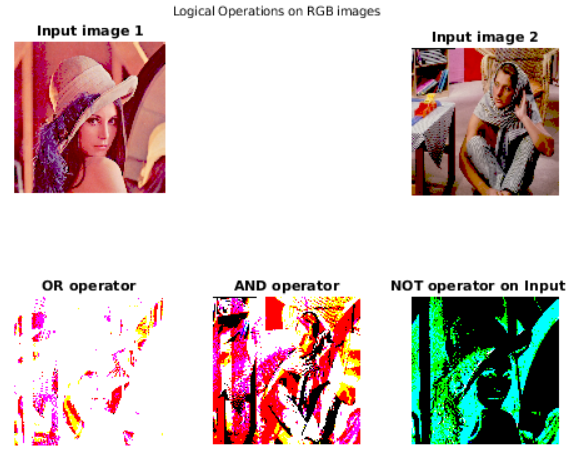 Logical Operations on RGB images
Input image 1
Input image 2
OR operator
AND operator
NOT operator on Input